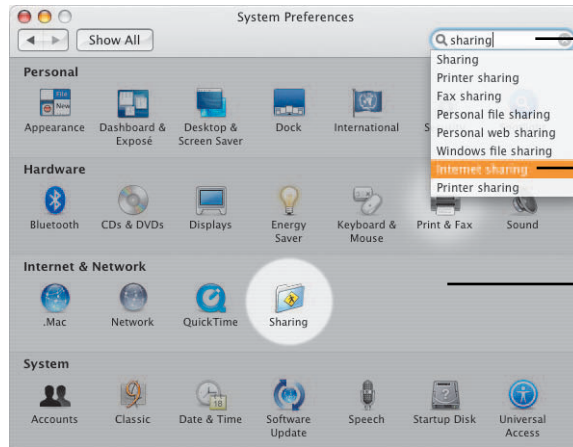 System Preferences
Show All
sharing
Sharing
Printer sharing
Fax sharing
Personal file sharing
Personal web sharing
Windows file sharing
Internet sharing
Printer sharing
Personal
File
New
Appearance
Dashboard &
Exposé
Desktop &
Screen Saver
Dock
International
S
Hardware
Bluetooth
CDs & DVDs
Displays
Energy
Saver
Keyboard &
Mouse
Print & Fax
Sound
Internet & Network
.Mac
Network
QuickTime
Sharing
System
Accounts
Classic
18
Date & Time
Software
Update
Speech
?
Startup Disk
Universal
Access